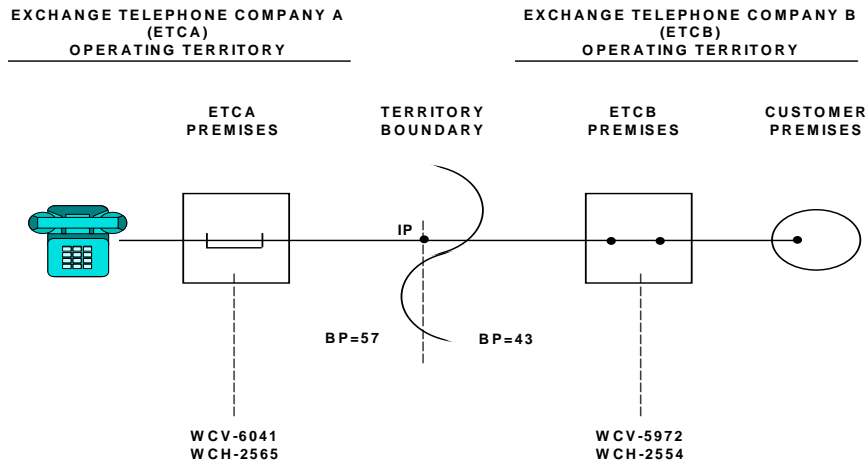 EXCHANGE TELEPHONE COMPANY A
(ETCA)
OPERATING TERRITORY
EXCHANGE TELEPHONE COMPANY B
(ETCB)
OPERATING TERRITORY
ETCA
PREMISES
TERRITORY
BOUNDARY
ETCB
PREMISES
CUSTOMER
PREMISES
IP
BP=57
BP=43
WCV-6041
WCH-2565
WCV-5972
WCH-2554